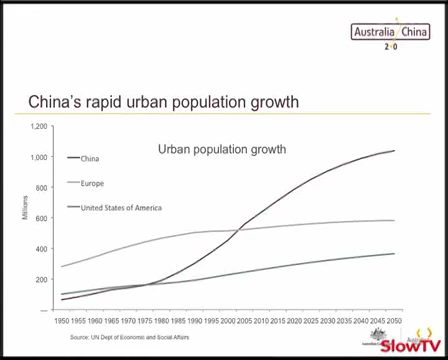 Australia China
2 0
China's rapid urban population growth
Urban population growth
1,200
1,000
800
600
400
200
—
Millions
China
Europe
United States of America
1950 1955 1960 1965 1970 1975 1980 1985 1990 1995 2000 2005 2010 2015 2020 2025 2030 2035 2040 2045 2050
Source: UN Dept of Economic and Social Affairs
SlowTV